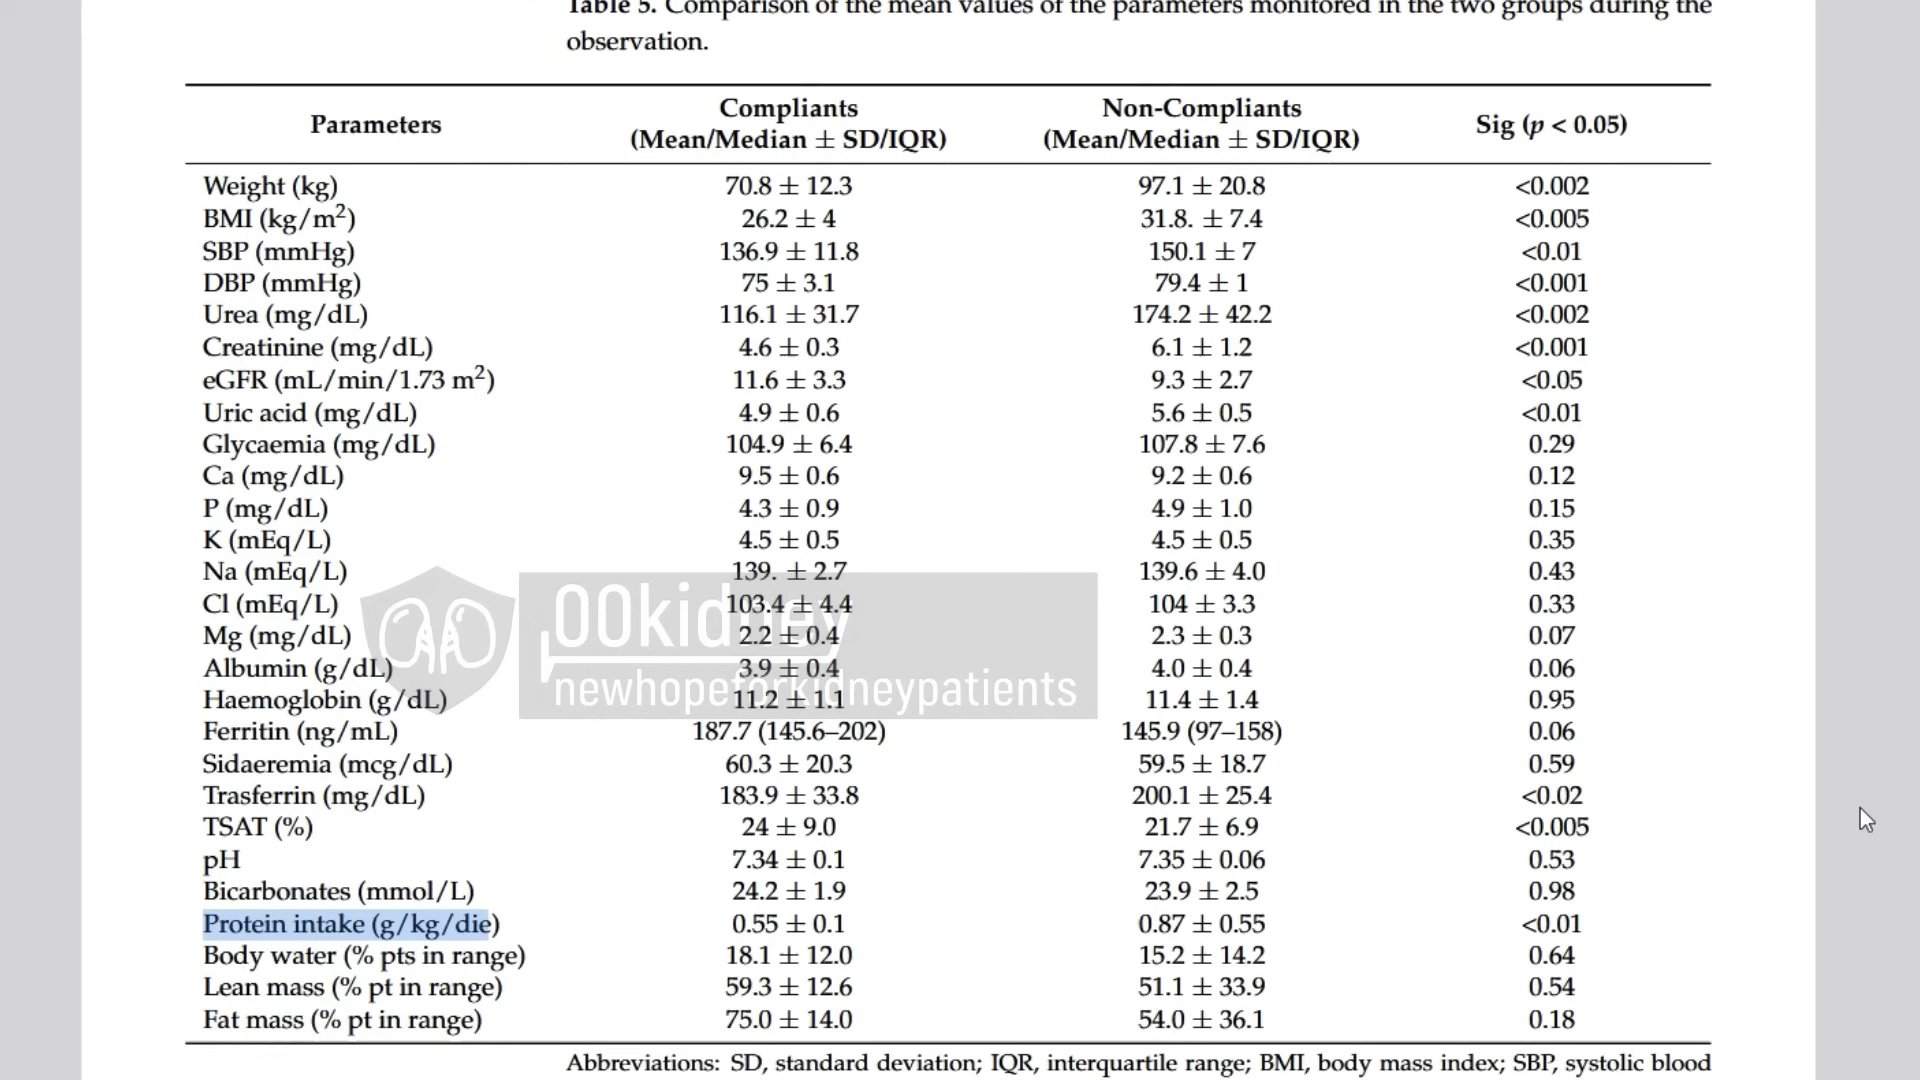 Table 5. Comparison of the mean values of the parameters monitored in the two groups during the
observation.
Parameters Compliants (Mean/Median ± SD/IQR) Non-Compliants (Mean/Median ± SD/IQR) Sig (p < 0.05)
Weight (kg) 70.8 ± 12.3 97.1 ± 20.8 <0.002
BMI (kg/m²) 26.2 ± 4 31.8. ± 7.4 <0.005
SBP (mmHg) 136.9 ± 11.8 150.1 ± 7 <0.01
DBP (mmHg) 75 ± 3.1 79.4 ± 1 <0.001
Urea (mg/dL) 116.1 ± 31.7 174.2 ± 42.2 <0.002
Creatinine (mg/dL) 4.6 ± 0.3 6.1 ± 1.2 <0.001
eGFR (mL/min/1.73 m²) 11.6 ± 3.3 9.3 ± 2.7 <0.05
Uric acid (mg/dL) 4.9 ± 0.6 5.6 ± 0.5 <0.01
Glycaemia (mg/dL) 104.9 ± 6.4 107.8 ± 7.6 0.29
Ca (mg/dL) 9.5 ± 0.6 9.2 ± 0.6 0.12
P (mg/dL) 4.3 ± 0.9 4.9 ± 1.0 0.15
K (mEq/L) 4.5 ± 0.5 4.5 ± 0.5 0.35
Na (mEq/L) 139. ± 2.7 139.6 ± 4.0 0.43
Cl (mEq/L) 103.4 ± 4.4 104 ± 3.3 0.33
Mg (mg/dL) 2.2 ± 0.4 2.3 ± 0.3 0.07
Albumin (g/dL) 3.9 ± 0.4 4.0 ± 0.4 0.06
Haemoglobin (g/dL) 11.2 ± 1.1 11.4 ± 1.4 0.95
Ferritin (ng/mL) 187.7 (145.6–202) 145.9 (97–158) 0.06
Sidaeremia (mcg/dL) 60.3 ± 20.3 59.5 ± 18.7 0.59
Trasferrin (mg/dL) 183.9 ± 33.8 200.1 ± 25.4 <0.02
TSAT (%) 24 ± 9.0 21.7 ± 6.9 <0.005
pH 7.34 ± 0.1 7.35 ± 0.06 0.53
Bicarbonates (mmol/L) 24.2 ± 1.9 23.9 ± 2.5 0.98
Protein intake (g/kg/die) 0.55 ± 0.1 0.87 ± 0.55 <0.01
Body water (% pts in range) 18.1 ± 12.0 15.2 ± 14.2 0.64
Lean mass (% pt in range) 59.3 ± 12.6 51.1 ± 33.9 0.54
Fat mass (% pt in range) 75.0 ± 14.0 54.0 ± 36.1 0.18
Abbreviations: SD, standard deviation; IQR, interquartile range; BMI, body mass index; SBP, systolic blood
00kidney
newhopeforkidneypatients